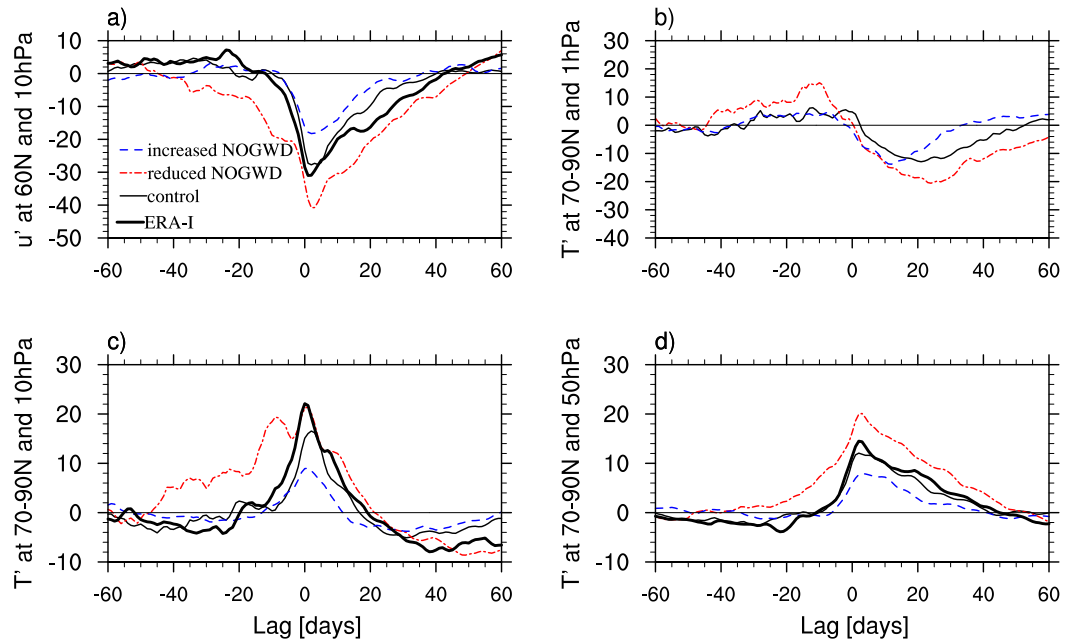 a)
u' at 60N and 10hPa
10
0
-10
-20
-30
-40
-50
increased NOGWD
reduced NOGWD
control
ERA-I
-60 -40 -20 0 20 40 60
b)
T' at 70-90N and 1hPa
30
20
10
0
-10
-20
-30
-40
-60 -40 -20 0 20 40 60
c)
T' at 70-90N and 10hPa
30
20
10
0
-10
-60 -40 -20 0 20 40 60
Lag [days]
d)
T' at 70-90N and 50hPa
30
20
10
0
-10
-60 -40 -20 0 20 40 60
Lag [days]